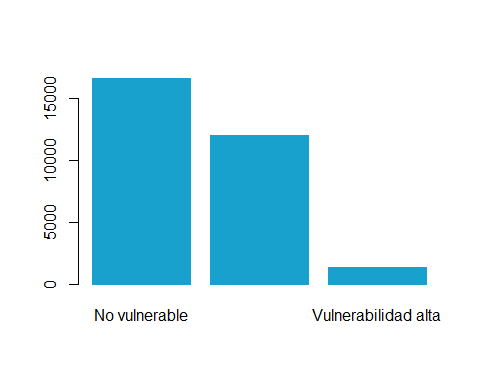 15000
10000
5000
0
No vulnerable
Vulnerabilidad alta